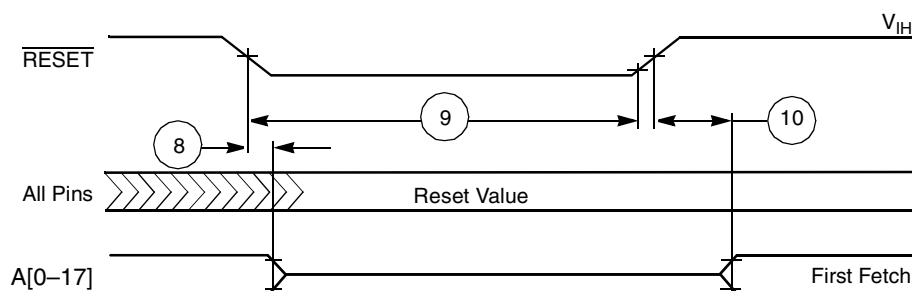 V_IH
RESET
9
10
8
All Pins
Reset Value
A[0–17]
First Fetch